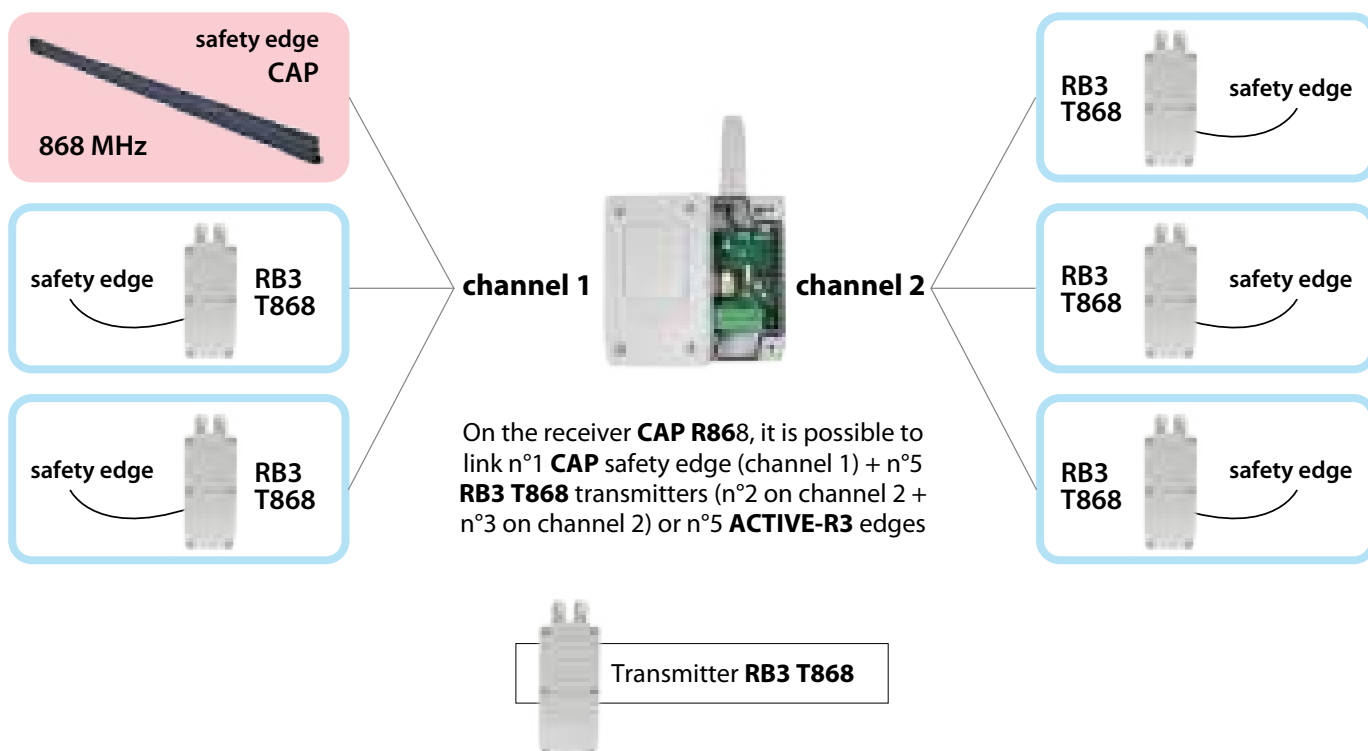 safety edge
CAP
868 MHz
safety edge
RB3
T868
safety edge
RB3
T868
channel 1
channel 2
RB3
T868
safety edge
RB3
T868
safety edge
RB3
T868
safety edge
On the receiver CAP R868, it is possible to
link n°1 CAP safety edge (channel 1) + n°5
RB3 T868 transmitters (n°2 on channel 2 +
n°3 on channel 2) or n°5 ACTIVE-R3 edges
Transmitter RB3 T868